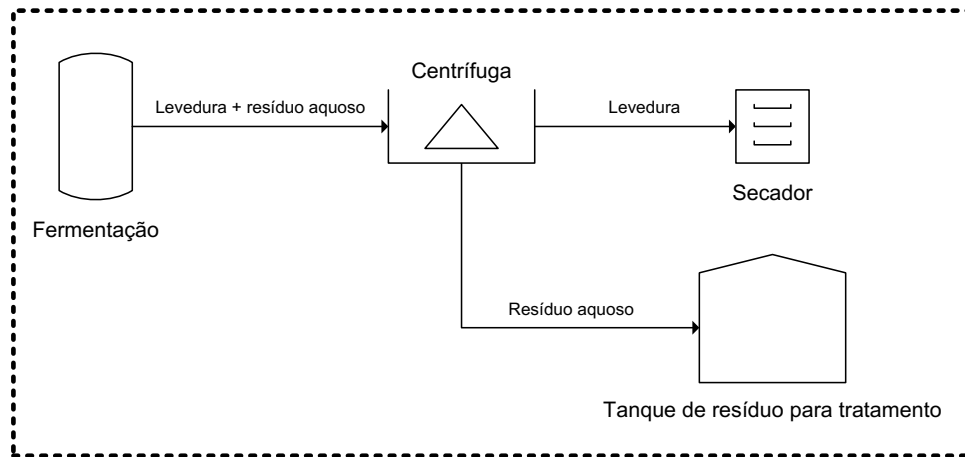 Centrífuga
Levedura + resíduo aquoso
Levedura
Secador
Fermentação
Resíduo aquoso
Tanque de resíduo para tratamento